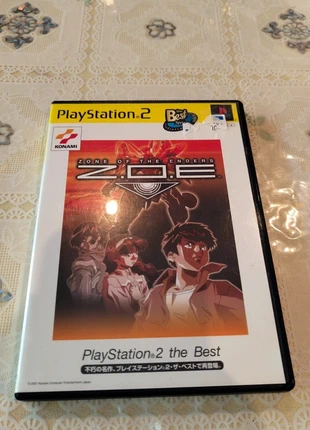 PlayStation®2
the Best
KONAMI
ZONE OF THE ENDERS
Z.O.E
PlayStation®2 the Best
不朽の名作、プレイステーション®2・ザ・ベストで再登場。